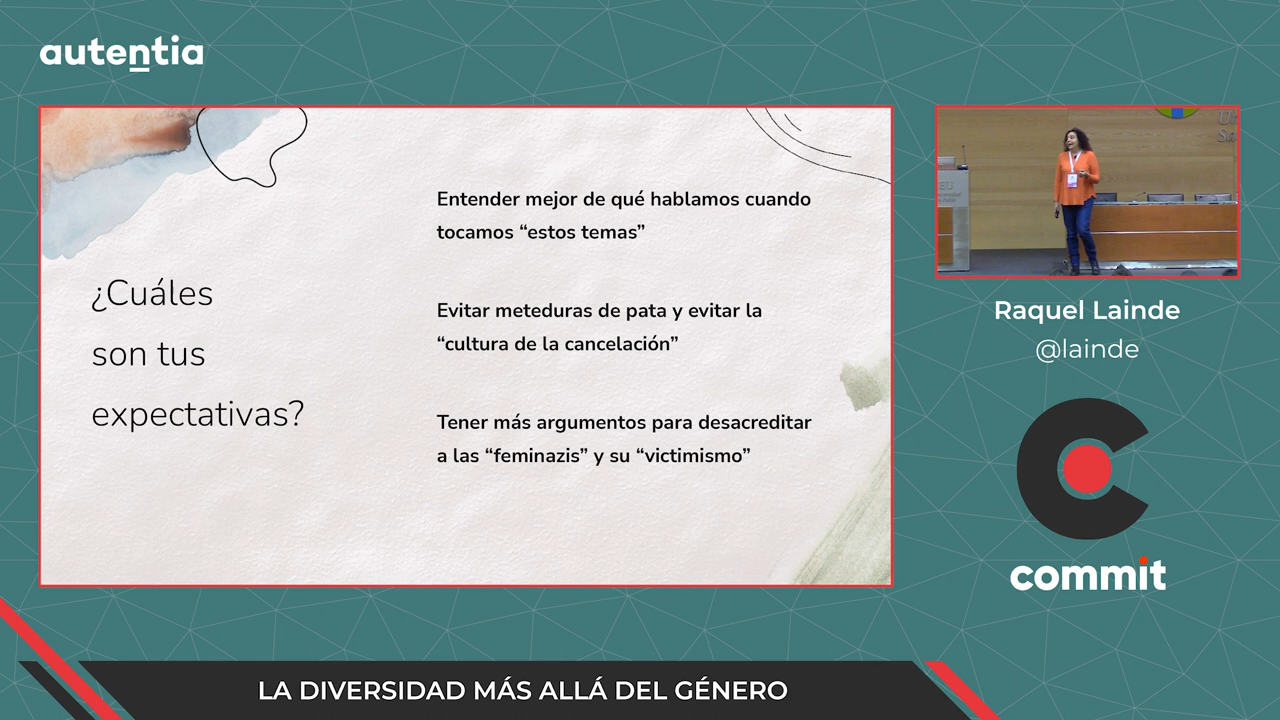 autentia
¿Cuáles
son tus
expectativas?
Entender mejor de qué hablamos cuando
tocamos “estos temas”
Evitar meteduras de pata y evitar la
“cultura de la cancelación”
Tener más argumentos para desacreditar
a las “feminazis” y su “victimismo”
Raquel Lainde
@lainde
commit
LA DIVERSIDAD MÁS ALLÁ DEL GÉNERO